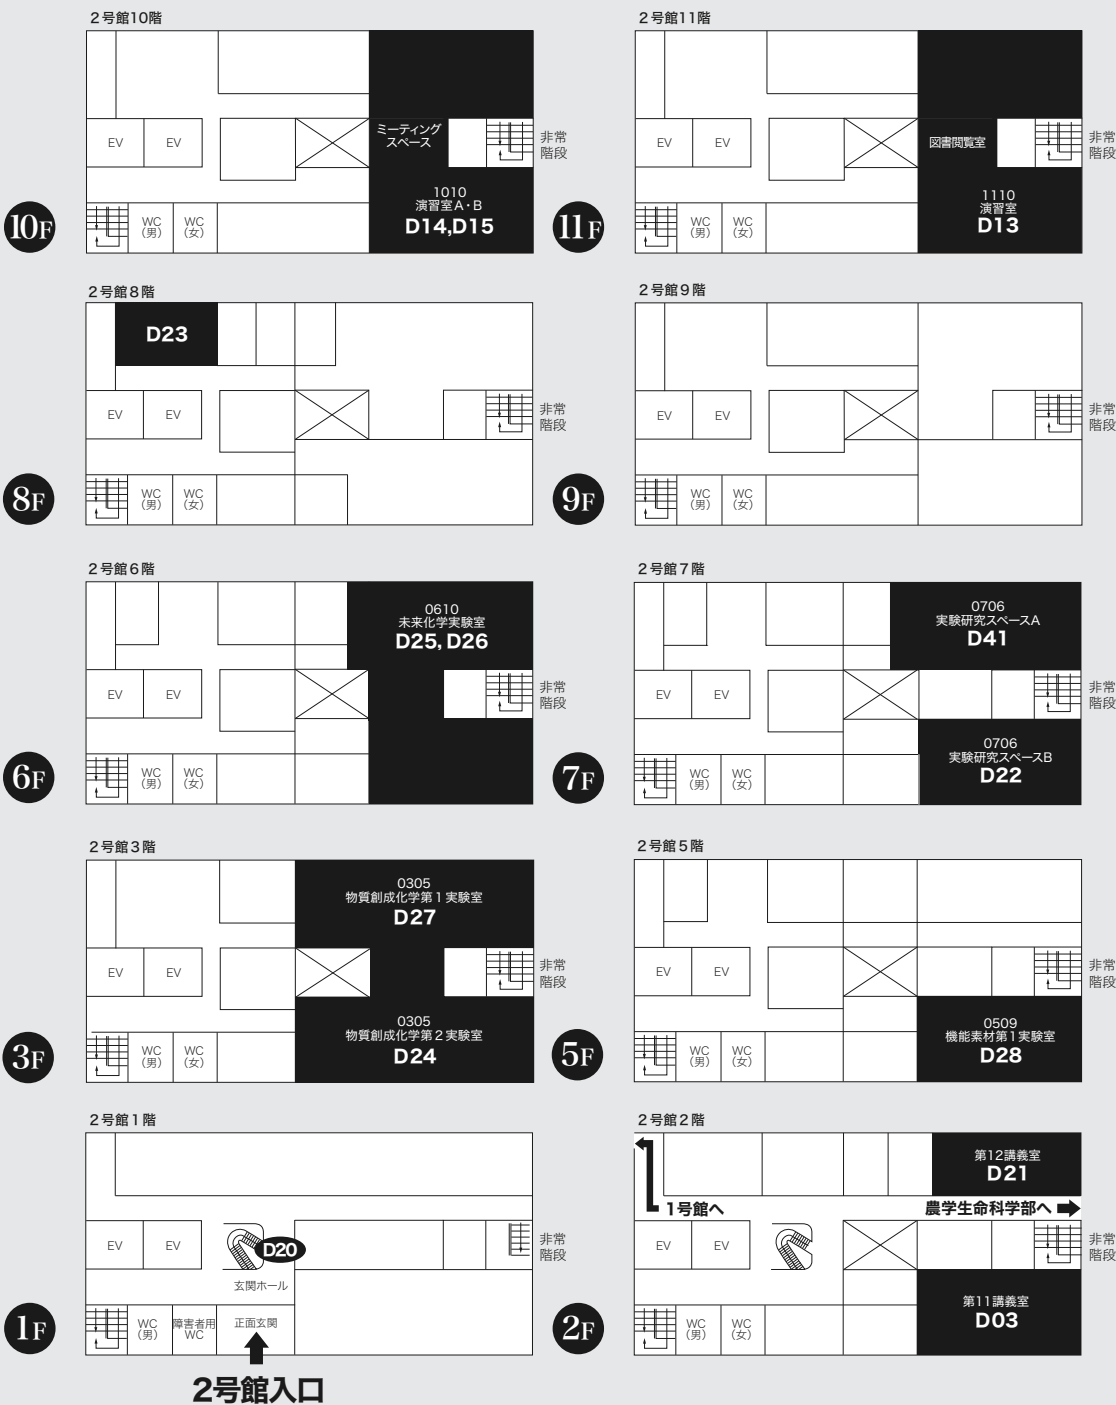 2号館10階
EV
EV
ミーティング
スペース
非常
階段
1010
演習室A・B
D14,D15
WC
(男)
WC
(女)
10F
2号館11階
EV
EV
図書閲覧室
非常
階段
1110
演習室
D13
WC
(男)
WC
(女)
11F
2号館8階
D23
EV
EV
非常
階段
WC
(男)
WC
(女)
8F
2号館9階
EV
EV
非常
階段
WC
(男)
WC
(女)
9F
2号館6階
0610
未来化学実験室
D25, D26
EV
EV
非常
階段
WC
(男)
WC
(女)
6F
2号館7階
0706
実験研究スペースA
D41
EV
EV
非常
階段
0706
実験研究スペースB
D22
WC
(男)
WC
(女)
7F
2号館3階
0305
物質創成化学第1実験室
D27
EV
EV
非常
階段
0305
物質創成化学第2実験室
D24
WC
(男)
WC
(女)
3F
2号館5階
EV
EV
非常
階段
0509
機能素材第1実験室
D28
WC
(男)
WC
(女)
5F
2号館1階
EV
EV
D20
非常
階段
玄関ホール
WC
(男)
障害者用
WC
正面玄関
1F
2号館入口
2号館2階
第12講義室
D21
1号館へ
農学生命科学部へ
EV
EV
非常
階段
第11講義室
D03
WC
(男)
WC
(女)
2F